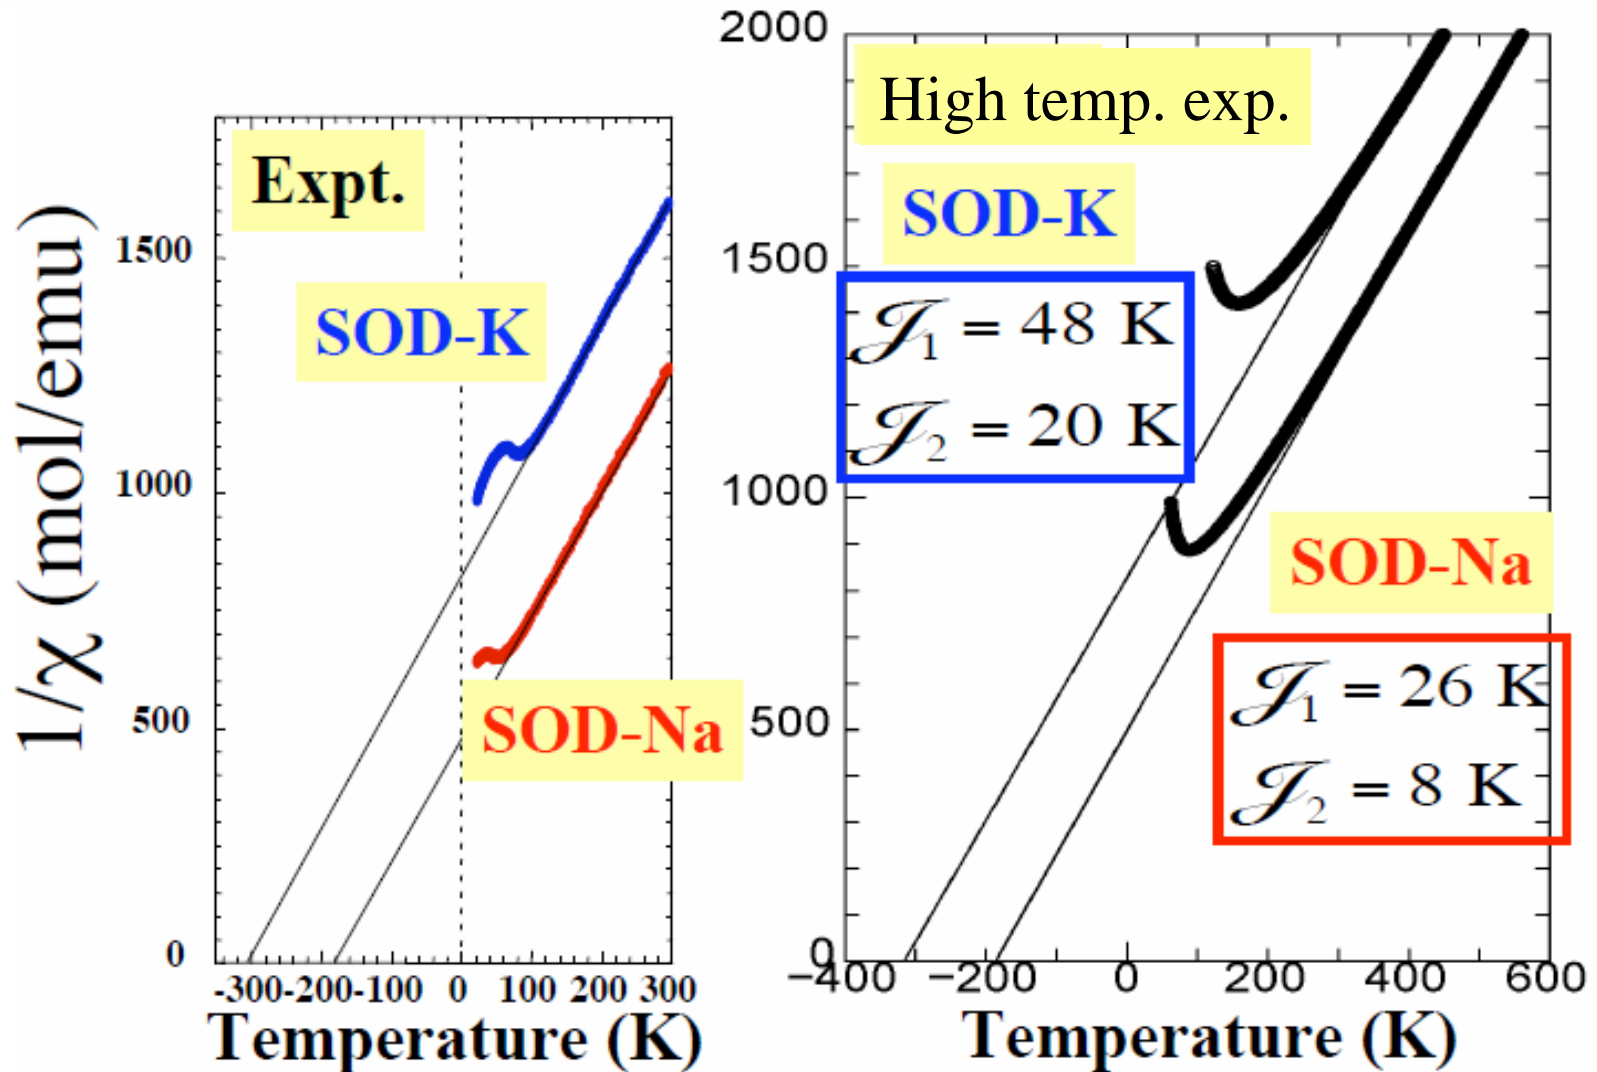 1/χ (mol/emu)
Expt.
SOD-K
SOD-Na
1500
1000
500
0
-300 -200 -100 0 100 200 300
Temperature (K)
High temp. exp.
SOD-K
𝒥₁ = 48 K
𝒥₂ = 20 K
SOD-Na
𝒥₁ = 26 K
𝒥₂ = 8 K
2000
1500
1000
500
0
−400 −200 0 200 400 600
Temperature (K)